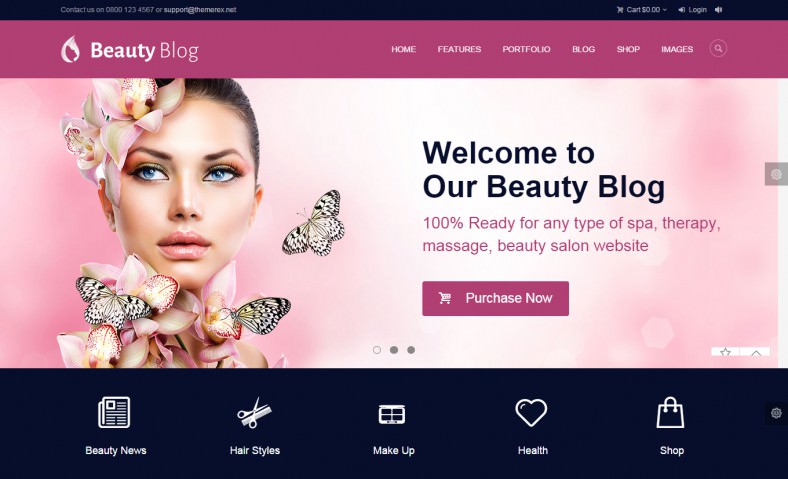 Contact us on 0800 1234 4567 or support@themerex.net
Cart $0.00
Login
Beauty Blog
HOME
FEATURES
PORTFOLIO
BLOG
SHOP
IMAGES
Welcome to
Our Beauty Blog
100% Ready for any type of spa, therapy,
massage, beauty salon website
Purchase Now
Beauty News
Hair Styles
Make Up
Health
Shop